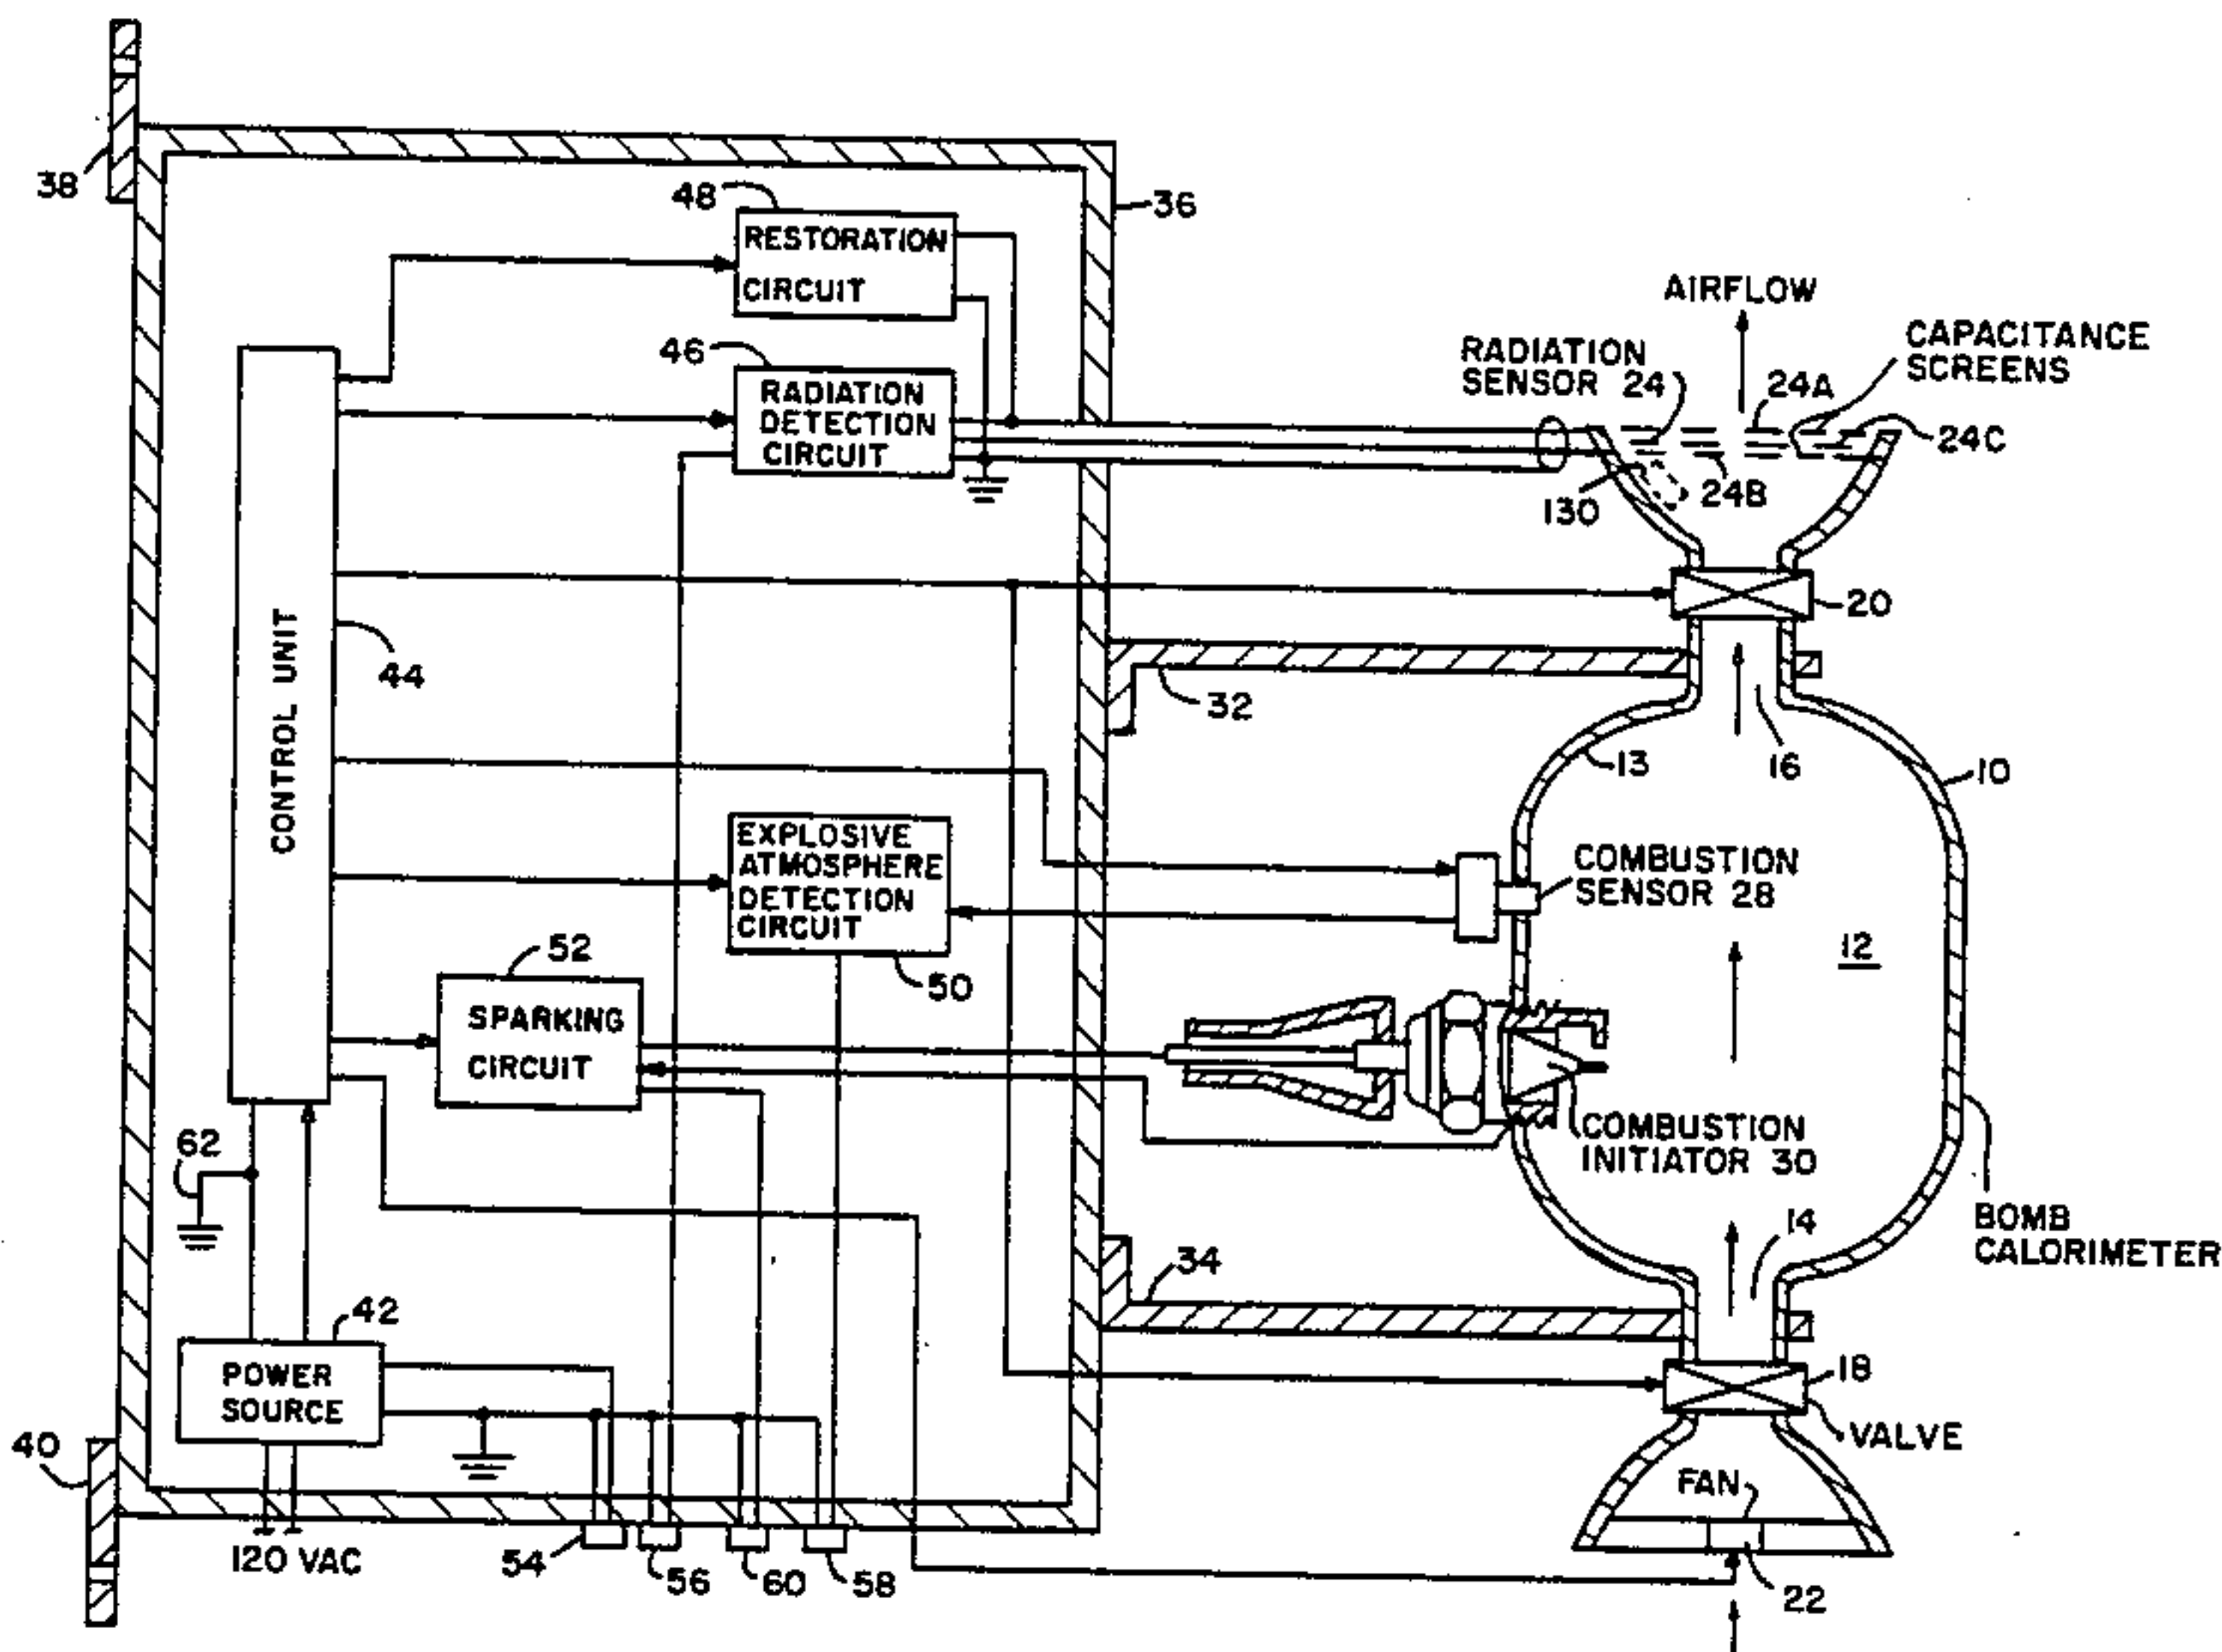 38
48
RESTORATION
CIRCUIT
36
46
RADIATION
DETECTION
CIRCUIT
AIRFLOW
RADIATION
SENSOR 24
24A
CAPACITANCE
SCREENS
24C
24B
130
20
CONTROL UNIT
44
32
13
16
10
EXPLOSIVE
ATMOSPHERE
DETECTION
CIRCUIT
50
COMBUSTION
SENSOR 28
12
52
SPARKING
CIRCUIT
COMBUSTION
INITIATOR 30
62
14
BOMB
CALORIMETER
34
42
POWER
SOURCE
18
VALVE
40
FAN
120 VAC
54
56
60
58
22